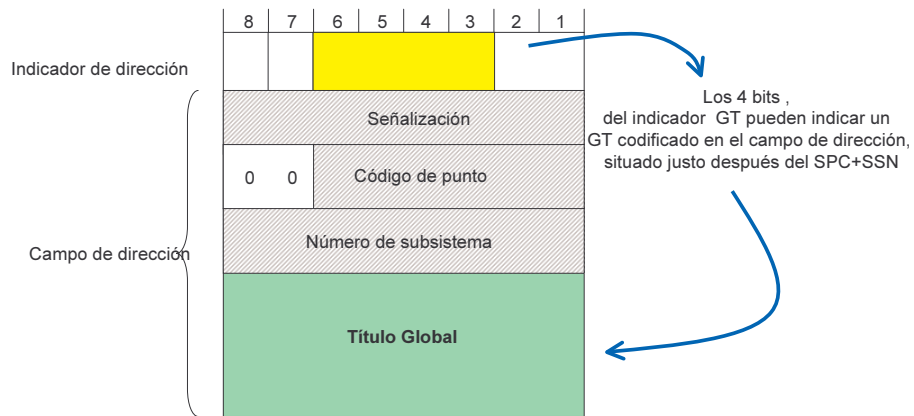 8 7 6 5 4 3 2 1
Indicador de dirección
Los 4 bits ,
del indicador GT pueden indicar un
GT codificado en el campo de dirección,
situado justo después del SPC+SSN
Señalización
0 0 Código de punto
Número de subsistema
Campo de dirección
Título Global